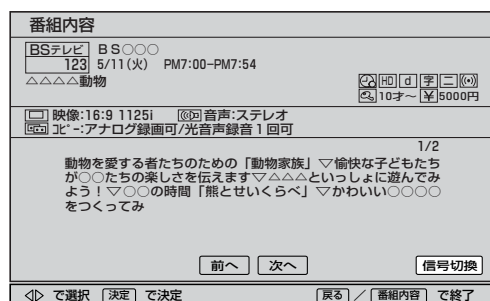 番組内容
BSテレビ BS○○○
123 5/11(火) PM7:00-PM7:54
△△△△動物
HD d 字 二 ((•))
10才～ ¥5000円
映像:16:9 1125i 音声:ステレオ
コピー:アナログ録画可/光音声録音1回可
1/2
動物を愛する者たちのための「動物家族」▽愉快な子どもたち
が○○たちの楽しさを伝えます▽△△△といっしょに遊んでみ
よう！▽○○の時間「熊とせいくらべ」▽かわいい○○○○
をつくってみ
前へ 次へ 信号切換
◁▷ で選択 決定 で決定 戻る / 番組内容 で終了